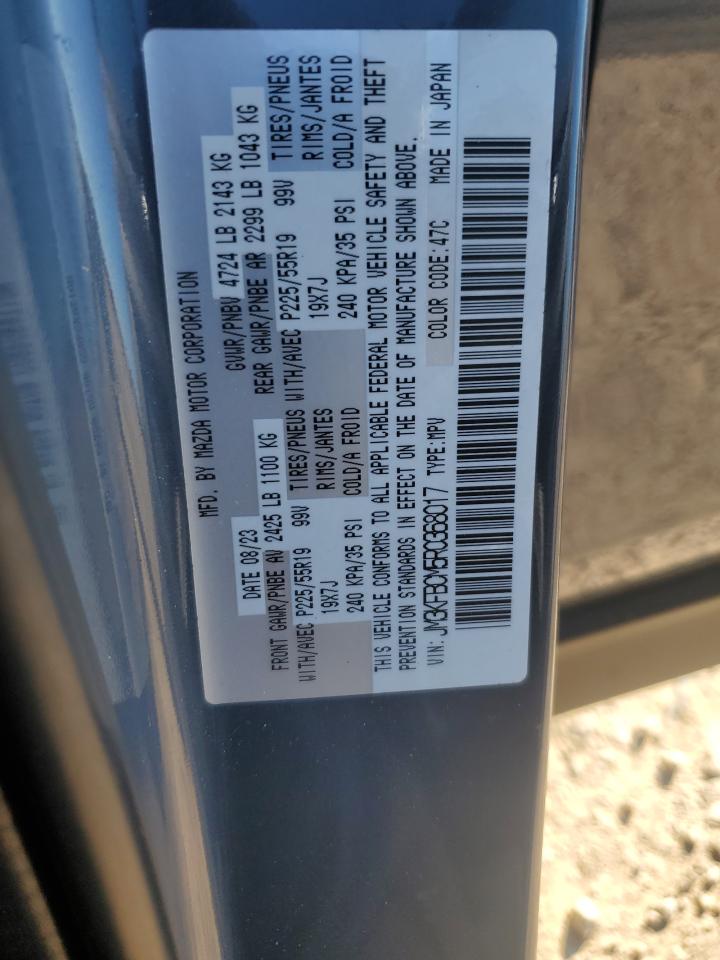 MFD. BY MAZDA MOTOR CORPORATION
DATE 08/23 GVWR/PNBV 4724 LB 2143 KG
FRONT GAWR/PNBE AV 2425 LB 1100 KG REAR GAWR/PNBE AR 2299 LB 1043 KG
WITH/AVEC P225/55R19 99V TIRES/PNEUS WITH/AVEC P225/55R19 99V TIRES/PNEUS
19X7J RIMS/JANTES 19X7J RIMS/JANTES
240 KPA/35 PSI COLD/A FROID 240 KPA/35 PSI COLD/A FROID
THIS VEHICLE CONFORMS TO ALL APPLICABLE FEDERAL MOTOR VEHICLE SAFETY AND THEFT
PREVENTION STANDARDS IN EFFECT ON THE DATE OF MANUFACTURE SHOWN ABOVE.
VIN: JM3KFBCM5R0368017 TYPE:MPV COLOR CODE:47C MADE IN JAPAN